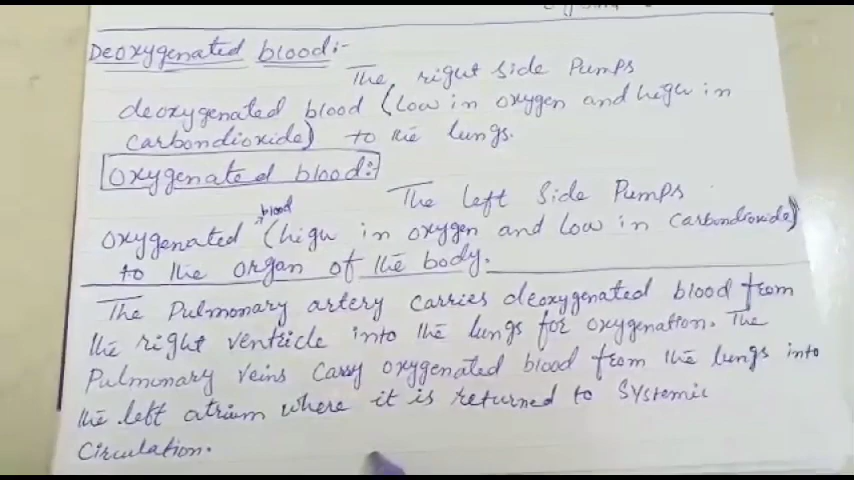 Deoxygenated blood:-
The right side Pumps
deoxygenated blood (low in oxygen and high in
carbondioxide) to the lungs.
Oxygenated blood:
The left side Pumps
blood
oxygenated (high in oxygen and low in carbondioxide)
to the organ of the body.
The Pulmonary artery carries deoxygenated blood from
the right ventricle into the lungs for oxygenation. The
Pulmonary veins carry oxygenated blood from the lungs into
the left atrium where it is returned to systemic
circulation.